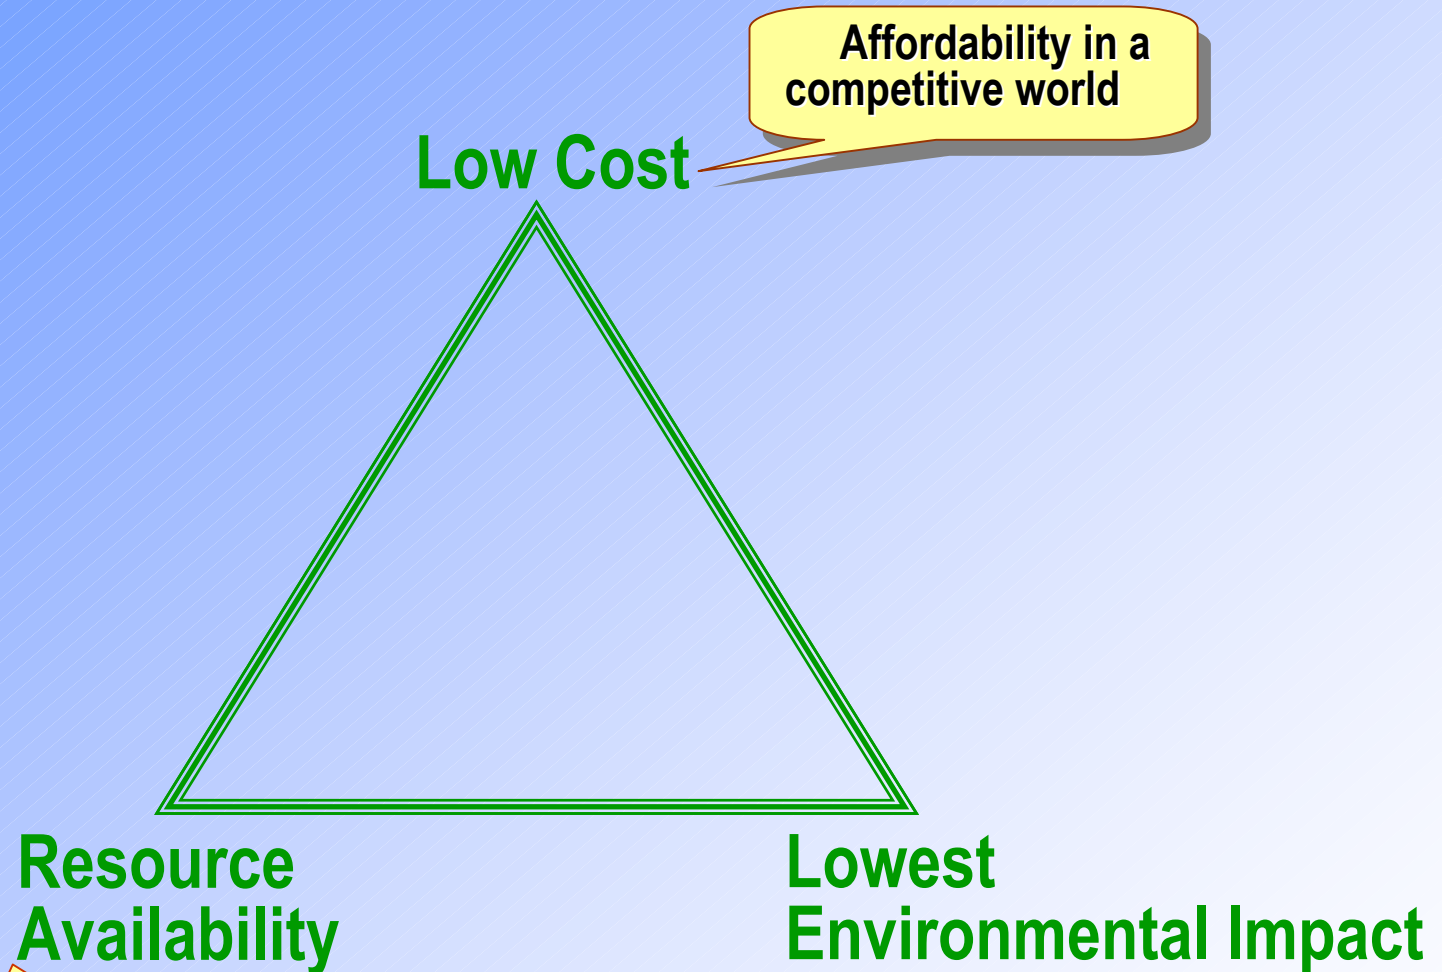 Affordability in a
competitive world
Low Cost
Resource
Availability
Lowest
Environmental Impact